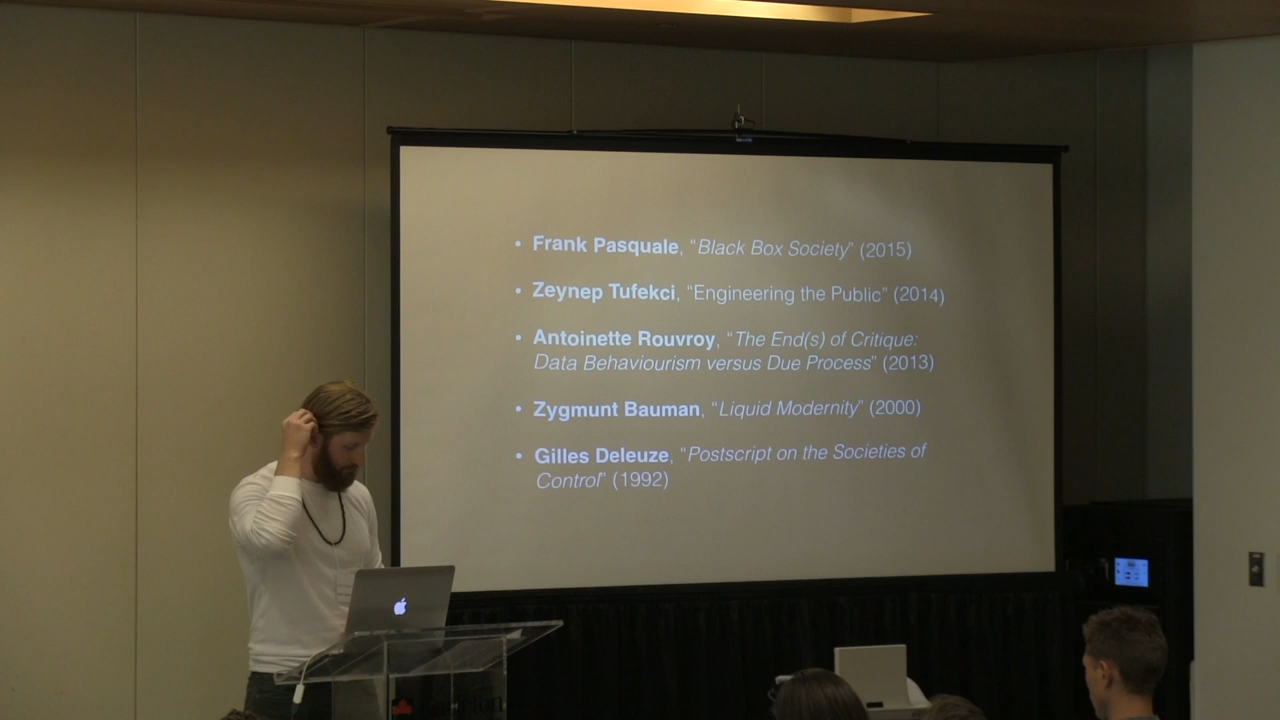 • Frank Pasquale, “Black Box Society” (2015)
• Zeynep Tufekci, “Engineering the Public” (2014)
• Antoinette Rouvroy, “The End(s) of Critique:
Data Behaviourism versus Due Process” (2013)
• Zygmunt Bauman, “Liquid Modernity” (2000)
• Gilles Deleuze, “Postscript on the Societies of
Control” (1992)